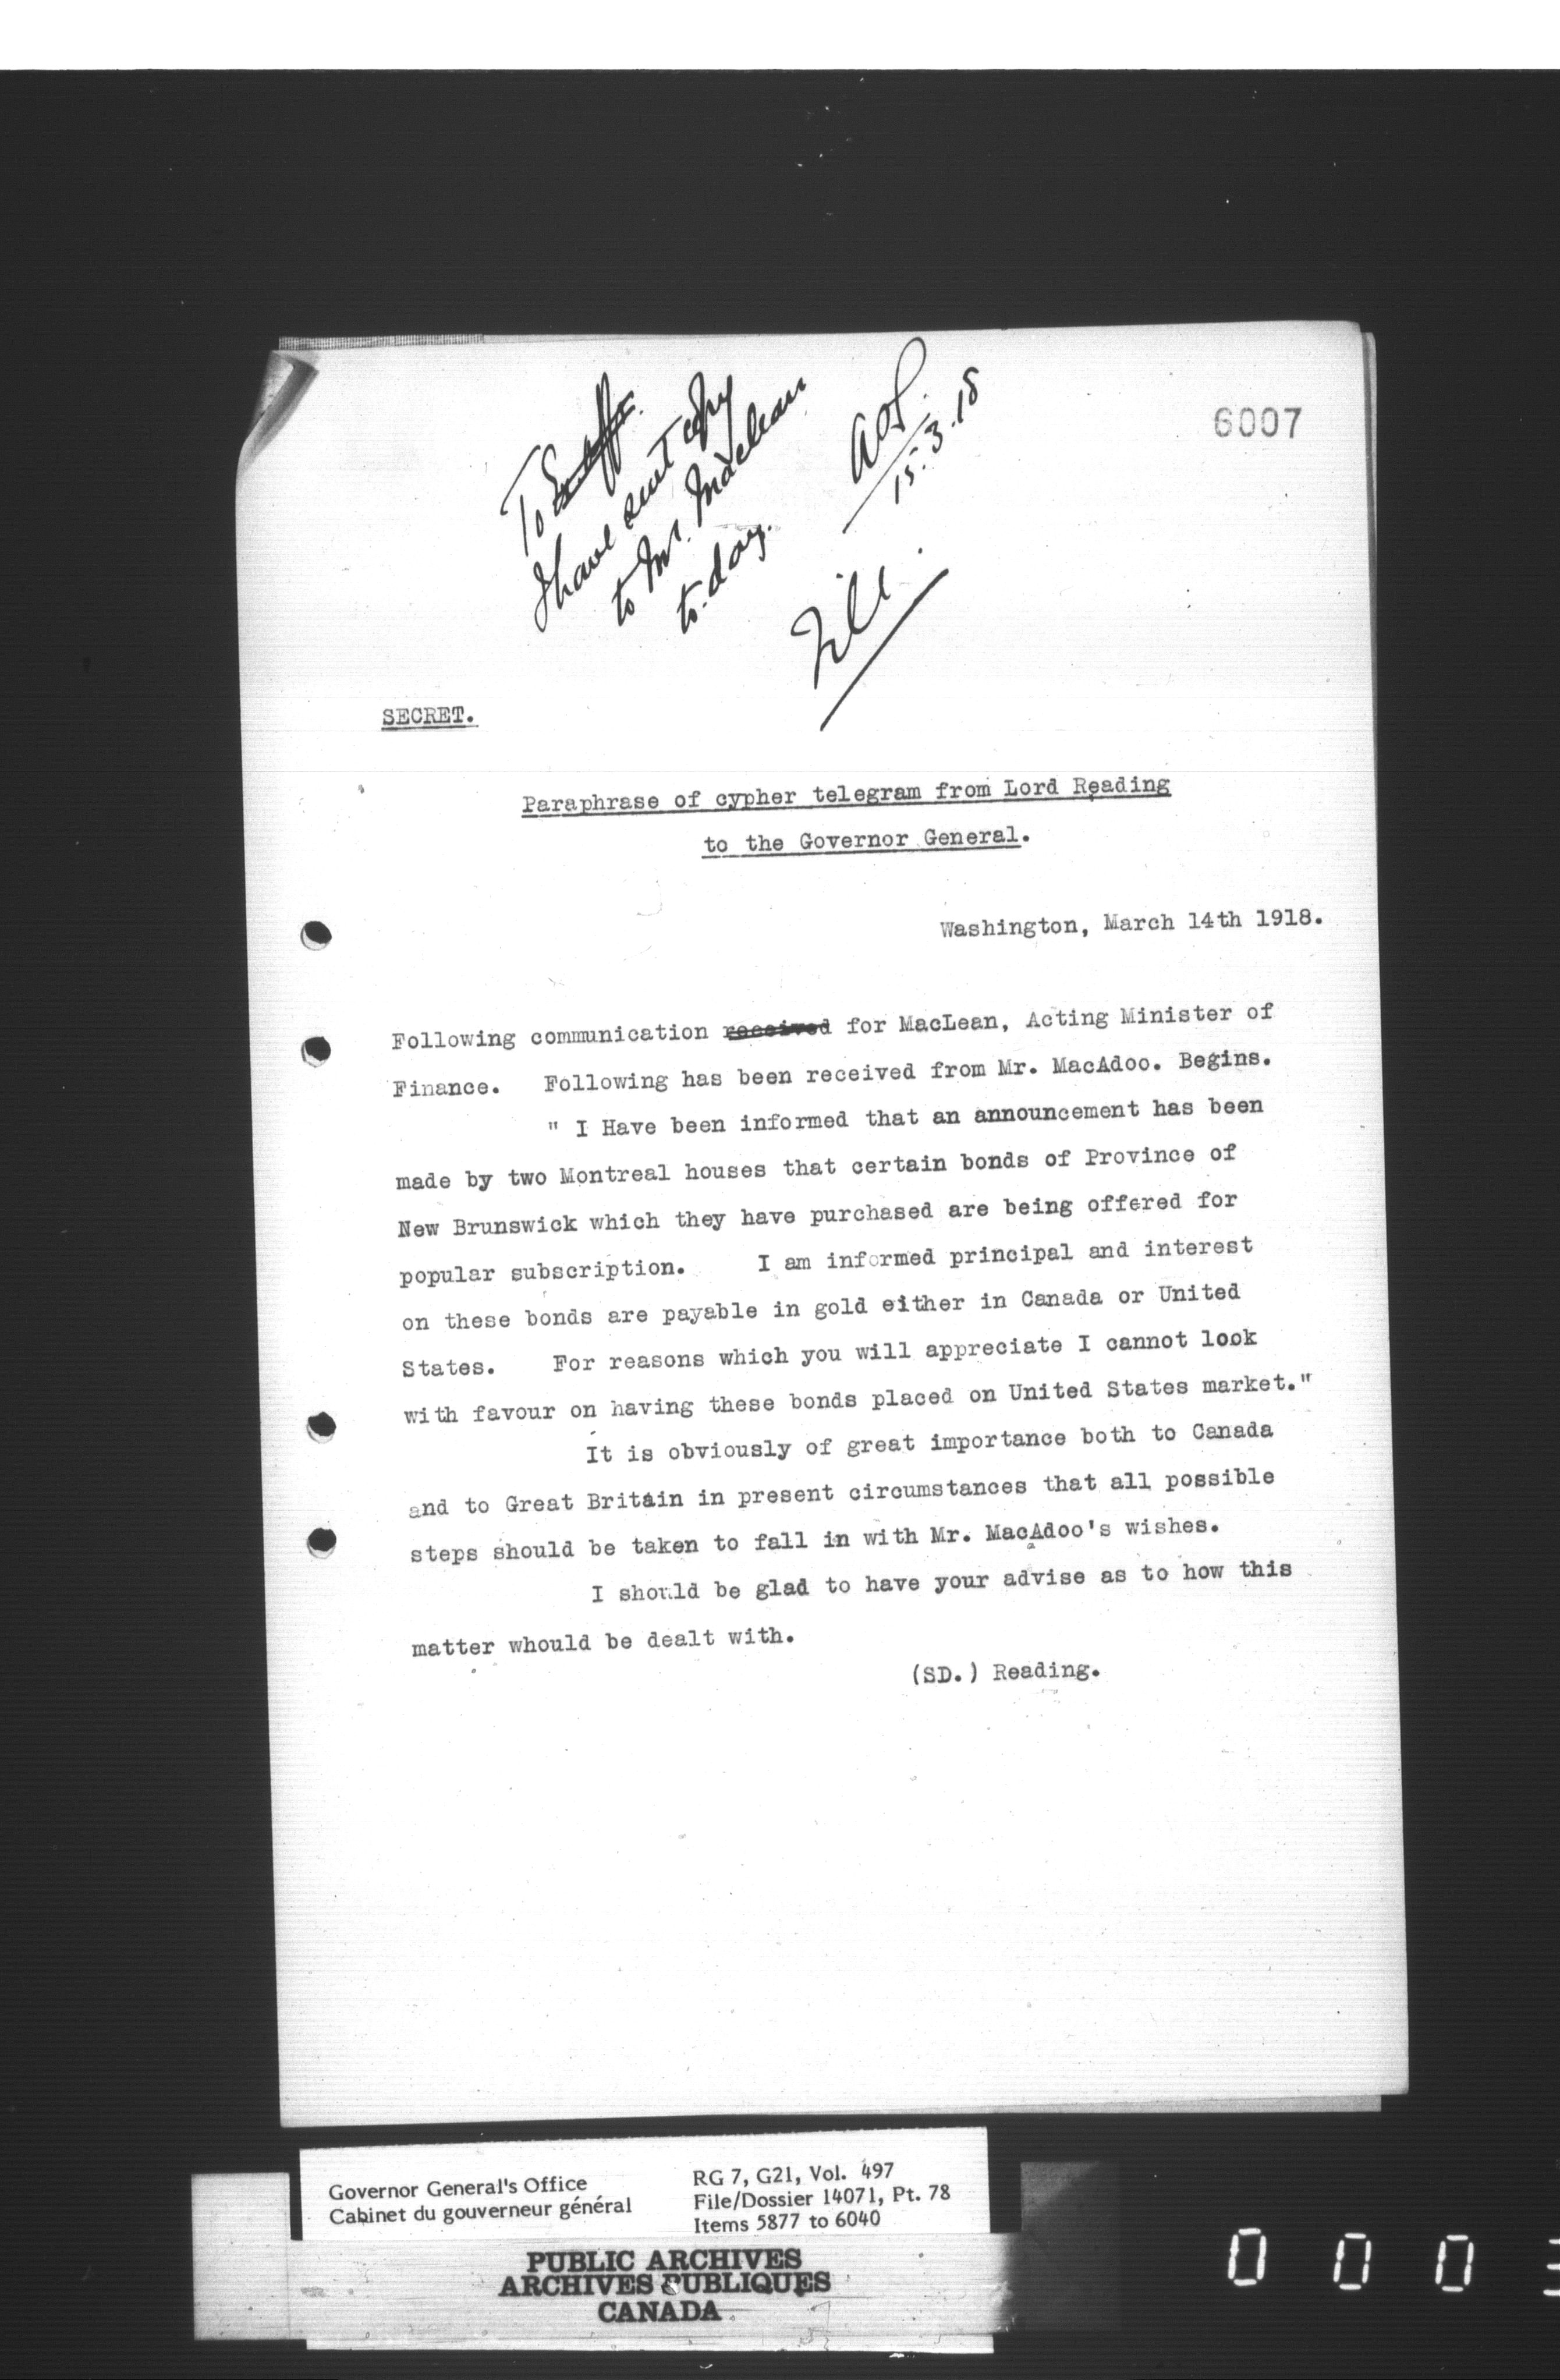 6007
To
I have sent copy
to Mr. Maclean
to-day.
15.3.18
File.
SECRET.
Paraphrase of cypher telegram from Lord Reading
to the Governor General.
Washington, March 14th 1918.
Following communication received for MacLean, Acting Minister of
Finance. Following has been received from Mr. MacAdoo. Begins.
" I Have been informed that an announcement has been
made by two Montreal houses that certain bonds of Province of
New Brunswick which they have purchased are being offered for
popular subscription. I am informed principal and interest
on these bonds are payable in gold either in Canada or United
States. For reasons which you will appreciate I cannot look
with favour on having these bonds placed on United States market."
It is obviously of great importance both to Canada
and to Great Britain in present circumstances that all possible
steps should be taken to fall in with Mr. MacAdoo's wishes.
I should be glad to have your advise as to how this
matter whould be dealt with.
(SD.) Reading.
Governor General's Office
Cabinet du gouverneur général
RG 7, G21, Vol. 497
File/Dossier 14071, Pt. 78
Items 5877 to 6040
PUBLIC ARCHIVES
ARCHIVES PUBLIQUES
CANADA
0 0 0